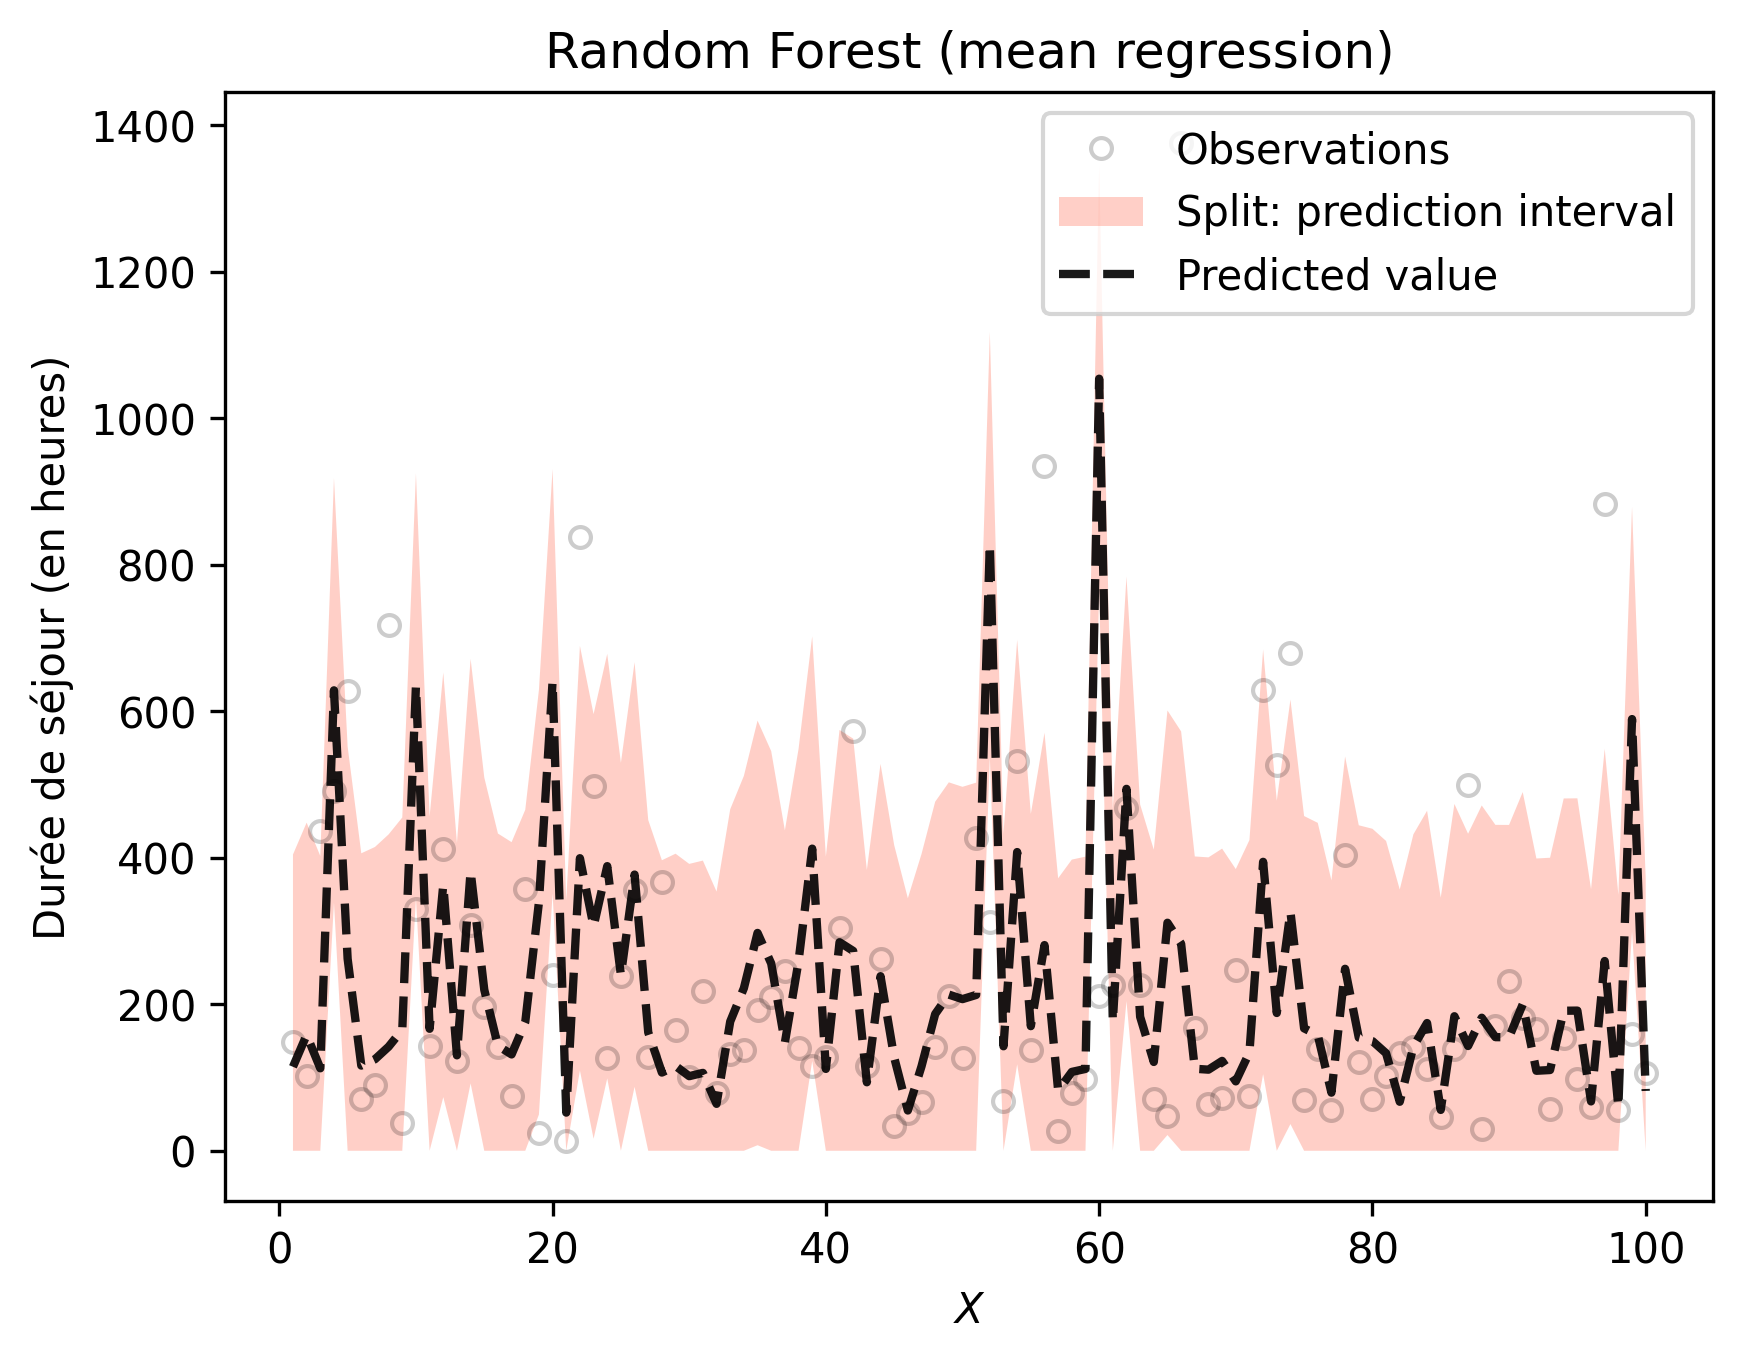 Random Forest (mean regression)
Observations
Split: prediction interval
Predicted value
Durée de séjour (en heures)
1400
1200
1000
800
600
400
200
0
0 20 40 60 80 100
X